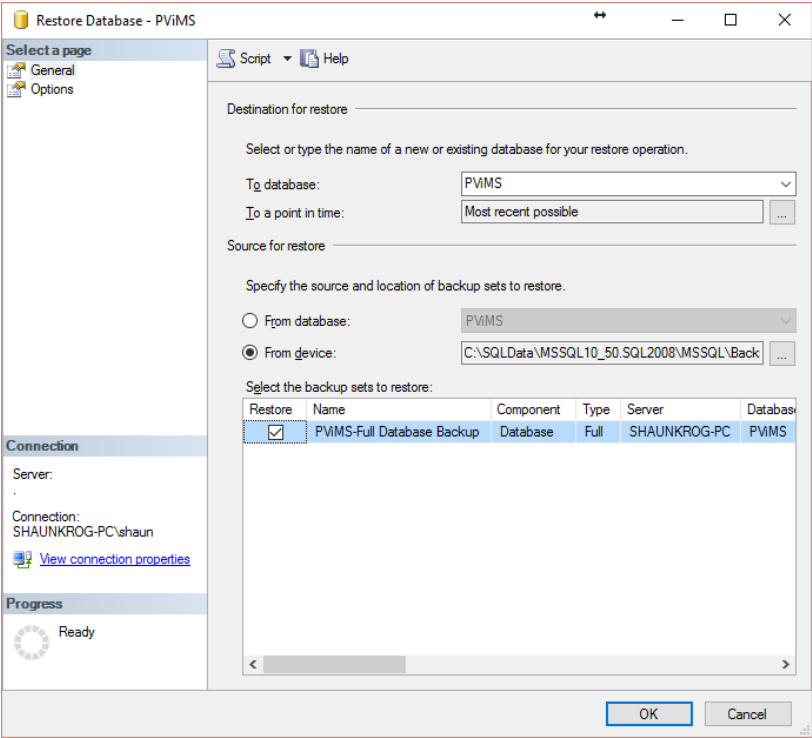 Restore Database - PViMS
Select a page
General
Options
Script
Help
Destination for restore
Select or type the name of a new or existing database for your restore operation.
To database:
PViMS
To a point in time:
Most recent possible
...
Source for restore
Specify the source and location of backup sets to restore.
From database:
PViMS
From device:
C:\SQLData\MSSQL10_50.SQL2008\MSSQL\Back
...
Select the backup sets to restore:
Restore Name Component Type Server Databas
PViMS-Full Database Backup Database Full SHAUNKROG-PC PViMS
Connection
Server:
.
Connection:
SHAUNKROG-PC\shaun
View connection properties
Progress
Ready
OK
Cancel